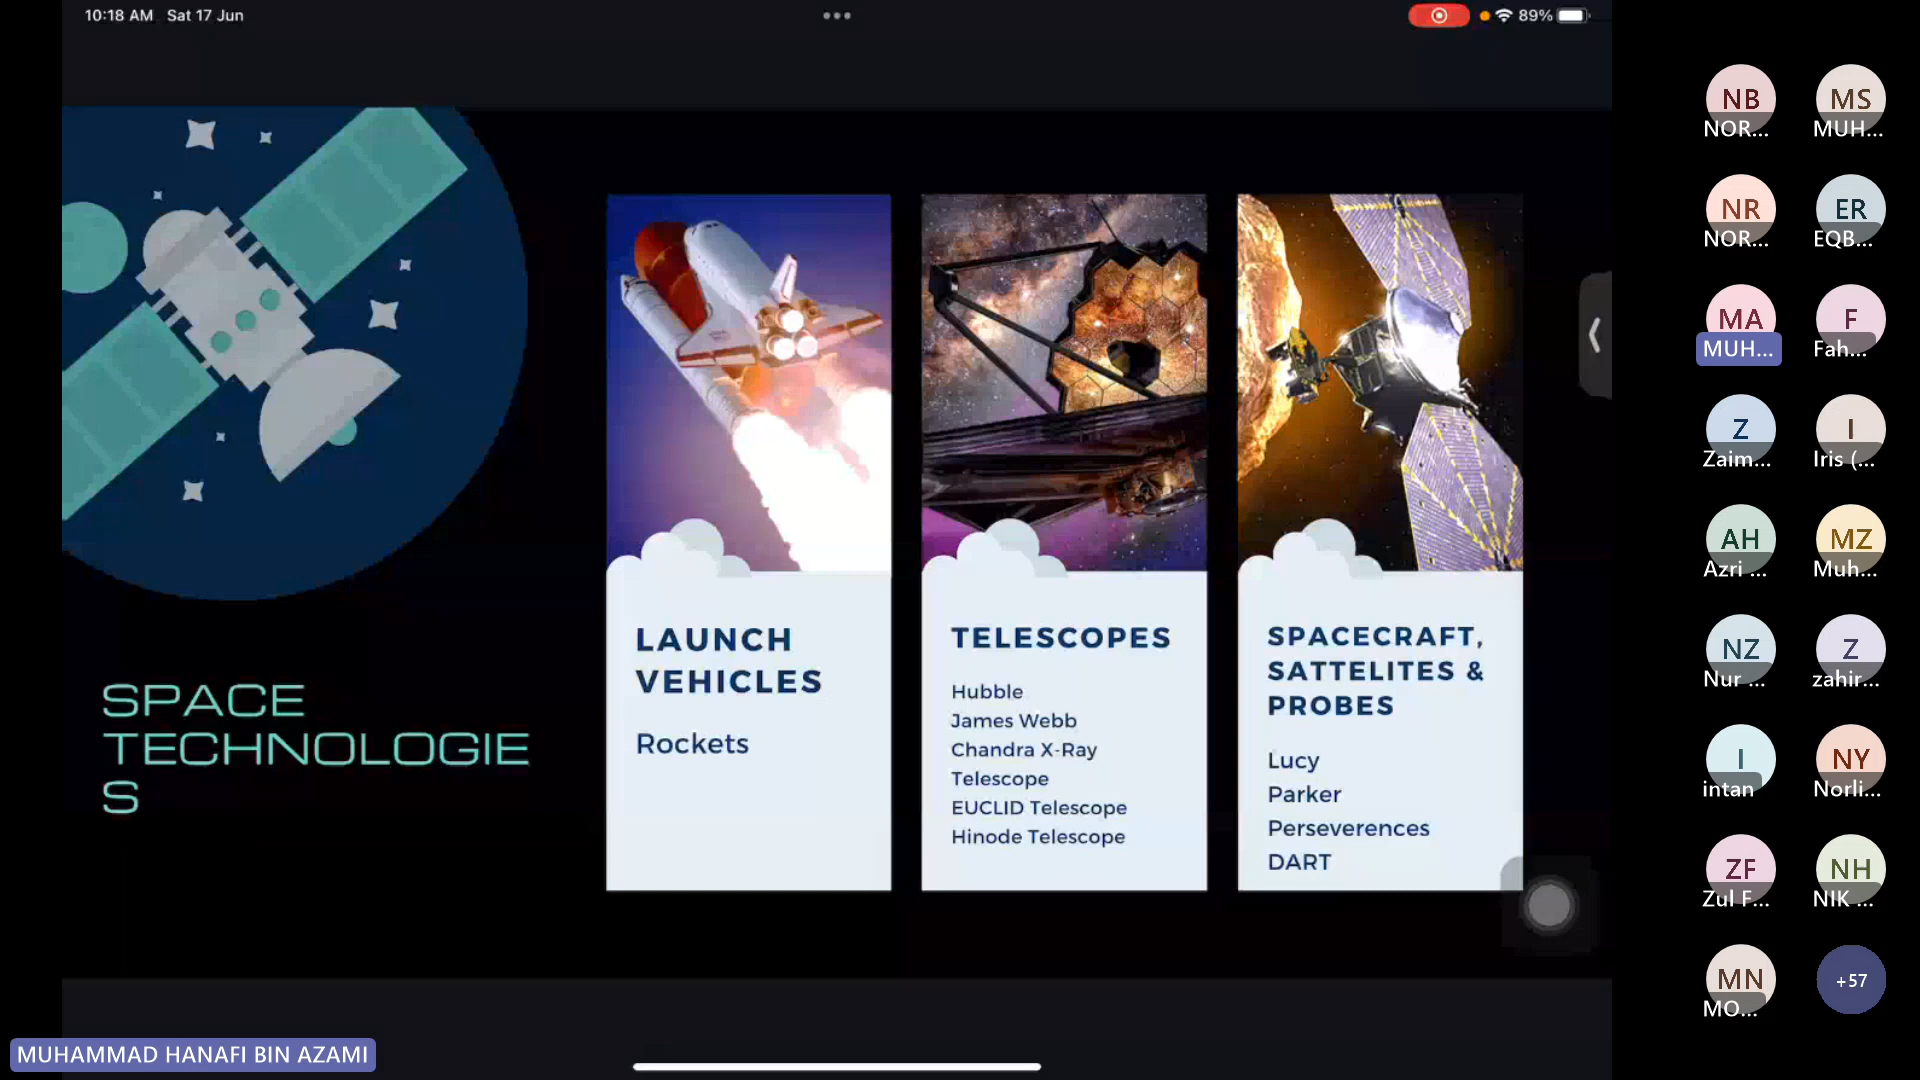 10:18 AM Sat 17 Jun
89%
SPACE
TECHNOLOGIE
S
LAUNCH
VEHICLES
Rockets
TELESCOPES
Hubble
James Webb
Chandra X-Ray
Telescope
EUCLID Telescope
Hinode Telescope
SPACECRAFT,
SATTELITES &
PROBES
Lucy
Parker
Perseverences
DART
NB
NOR...
MS
MUH...
NR
NOR...
ER
EQB...
MA
MUH...
F
Fah...
Z
Zaim...
I
Iris (...
AH
Azri ...
MZ
Muh...
NZ
Nur ...
Z
zahir...
I
intan
NY
Norli...
ZF
Zul F...
NH
NIK ...
MN
MO...
+57
MUHAMMAD HANAFI BIN AZAMI